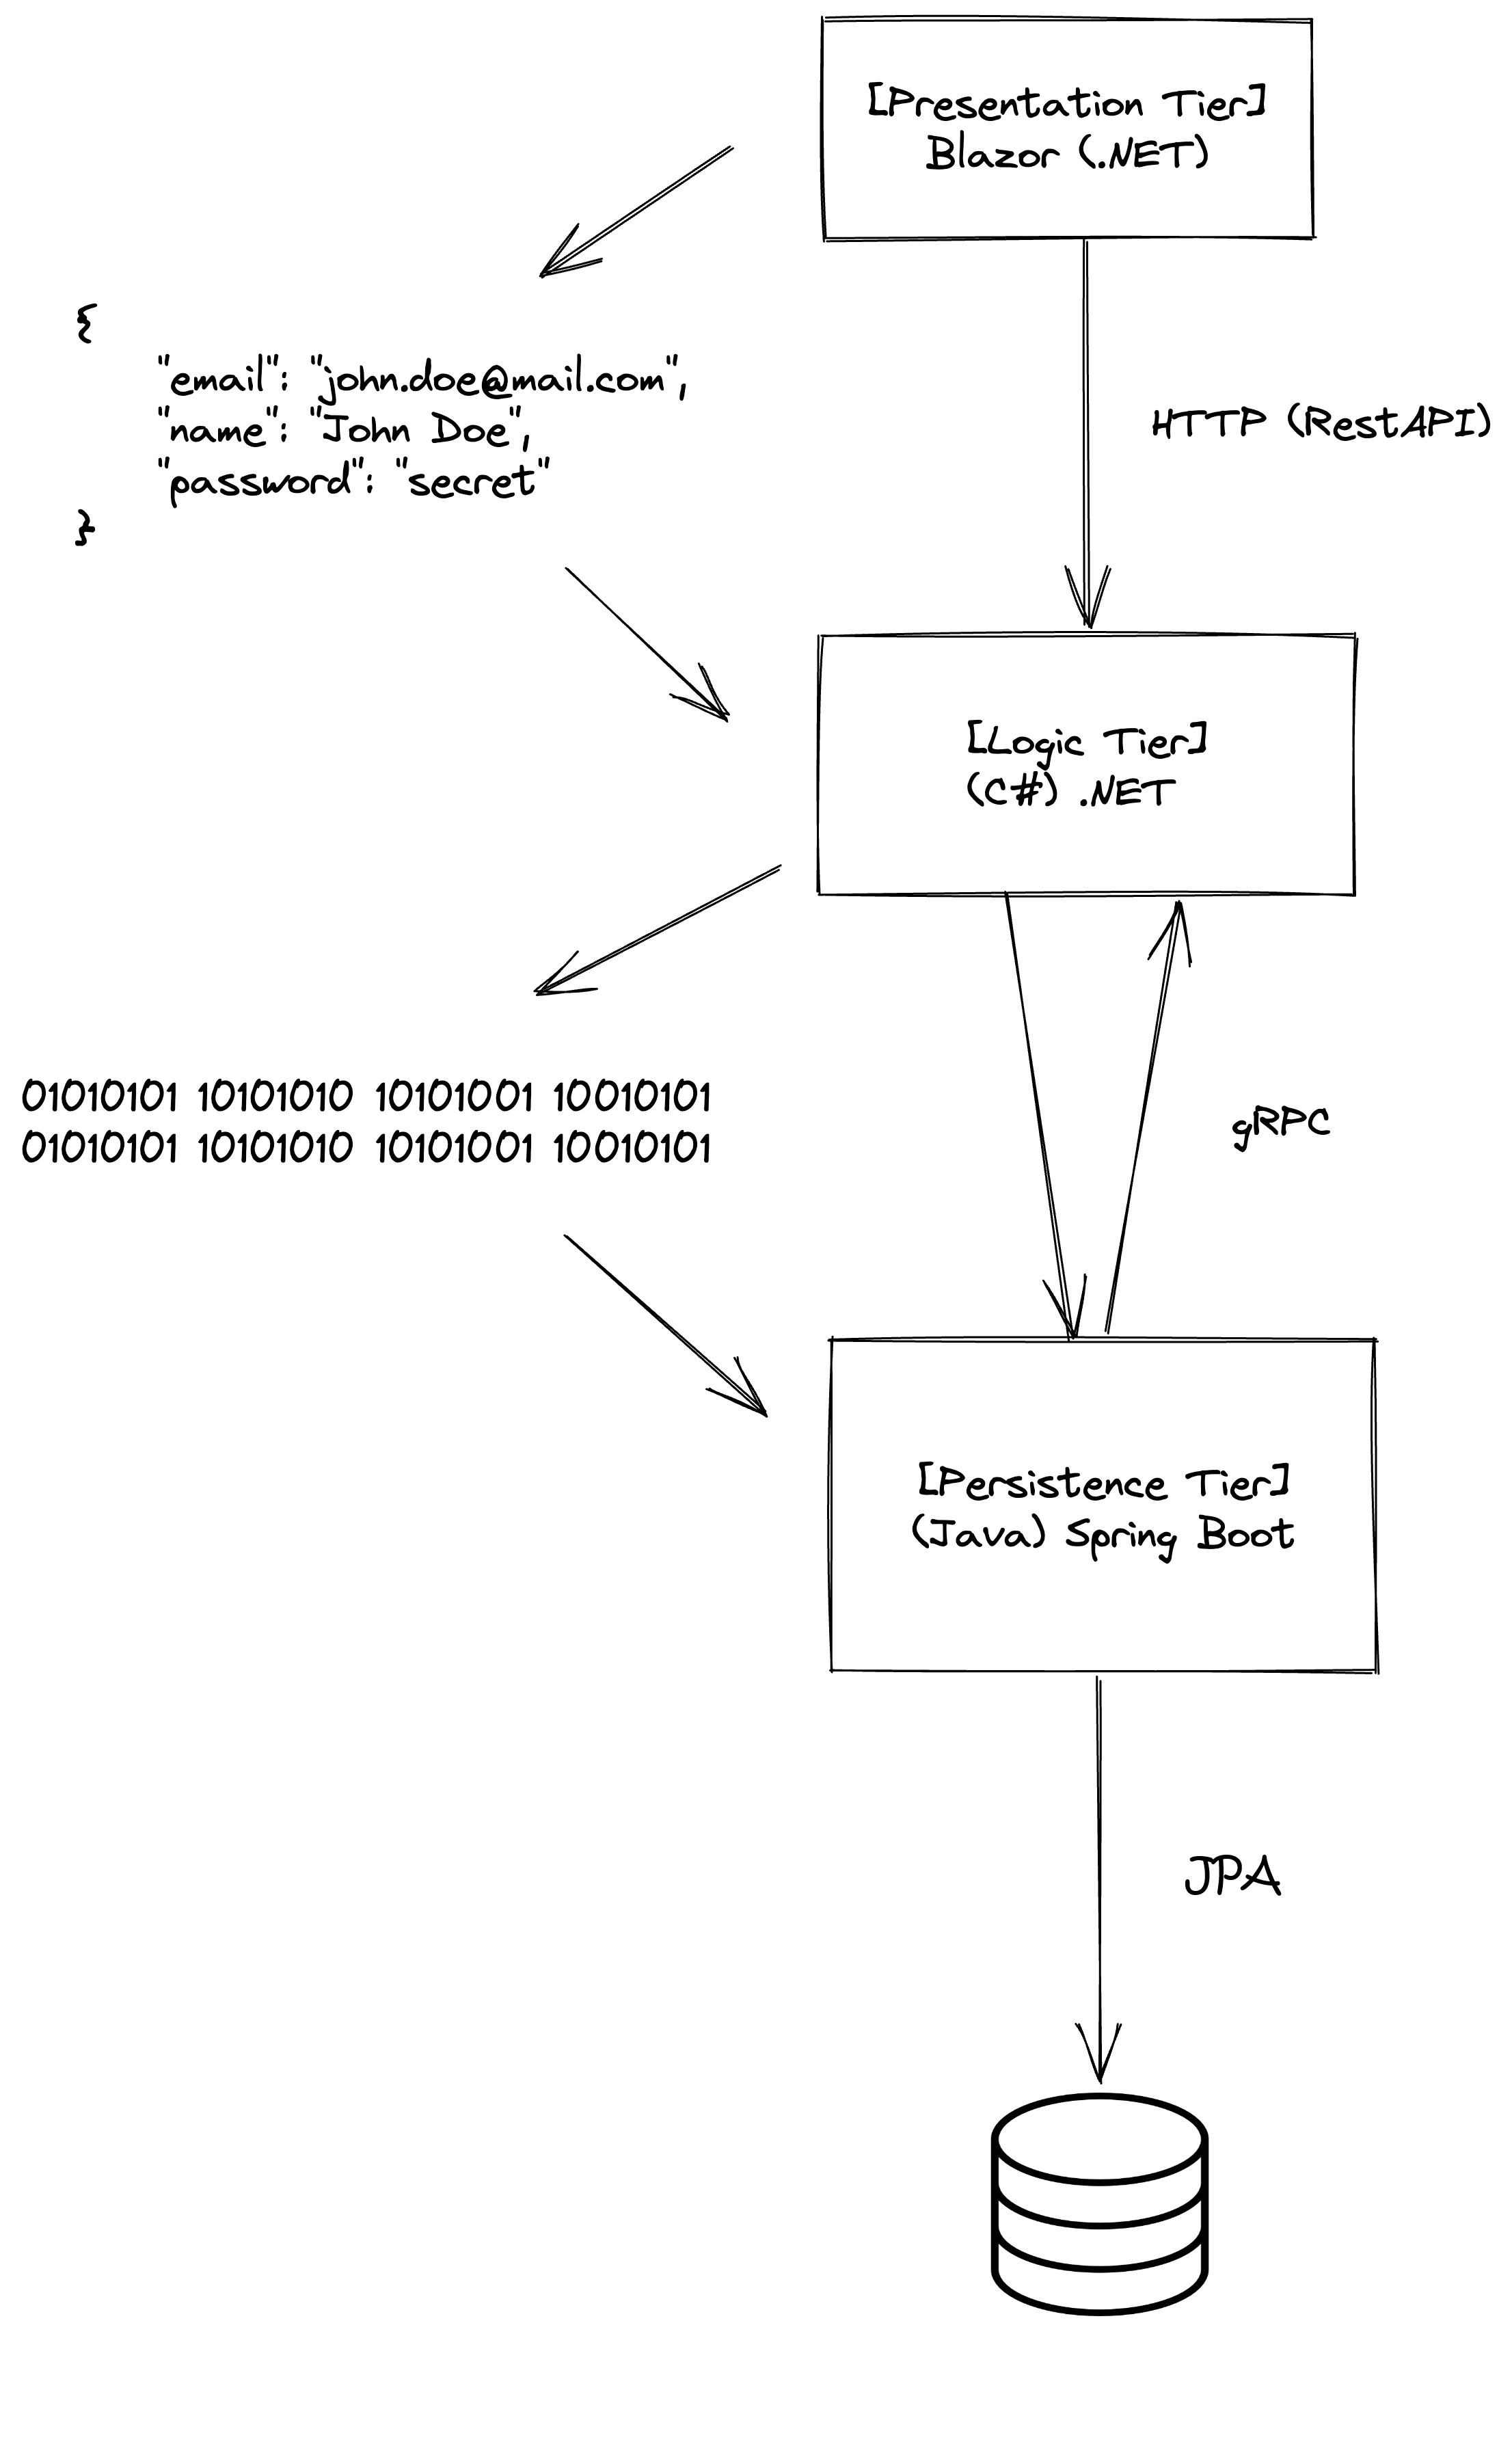 [Presentation Tier]
Blazor (.NET)
{
"email": "john.doe@mail.com",
"name": "John Doe",
"password": "secret"
}
HTTP (RestAPI)
[Logic Tier]
(C#) .NET
01010101 10101010 10101001 10010101
01010101 10101010 10101001 10010101
gRPC
[Persistence Tier]
(Java) Spring Boot
JPA